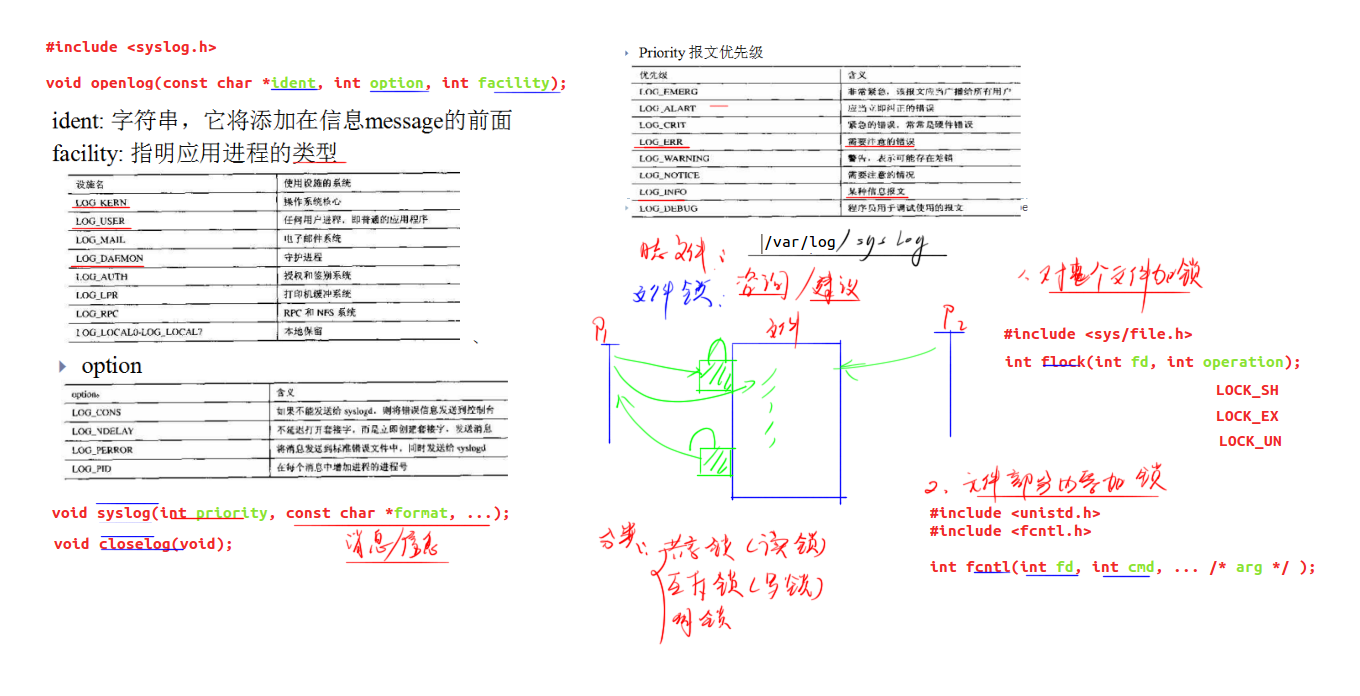 #include <syslog.h>
void openlog(const char *ident, int option, int facility);
ident: 字符串，它将添加在信息message的前面
facility: 指明应用进程的类型
设施名 使用设施的系统
LOG_KERN 操作系统核心
LOG_USER 任何用户进程，即普通的应用程序
LOG_MAIL 电子邮件系统
LOG_DAEMON 守护进程
LOG_AUTH 授权和鉴别系统
LOG_LPR 打印机缓冲系统
LOG_RPC RPC 和 NFS 系统
LOG_LOCAL0-LOG_LOCAL7 本地保留
option
option。 含义
LOG_CONS 如果不能发送给 syslogd，则将错误信息发送到控制台
LOG_NDELAY 不延迟打开套接字，而是立即创建套接字，发送消息
LOG_PERROR 将消息发送到标准错误文件中，同时发送给 syslogd
LOG_PID 在每个消息中增加进程的进程号
void syslog(int priority, const char *format, ...);
void closelog(void);
消息/信息
Priority 报文优先级
优先级 含义
LOG_EMERG 非常紧急，该报文应当广播给所有用户
LOG_ALART 应当立即纠正的错误
LOG_CRIT 紧急的错误，常常是硬件错误
LOG_ERR 需要注意的错误
LOG_WARNING 警告，表示可能存在差错
LOG_NOTICE 需要注意的情况
LOG_INFO 某种信息报文
LOG_DEBUG 程序员用于调试使用的报文
e
日志文件： /var/log/syslog
文件锁： 咨询/建议
P1 文件 P2
分类：
共享锁（读锁）
互斥锁（写锁）
解锁
1、对整个文件加锁
#include <sys/file.h>
int flock(int fd, int operation);
LOCK_SH
LOCK_EX
LOCK_UN
2、文件部分内容加锁
#include <unistd.h>
#include <fcntl.h>
int fcntl(int fd, int cmd, ... /* arg */ );